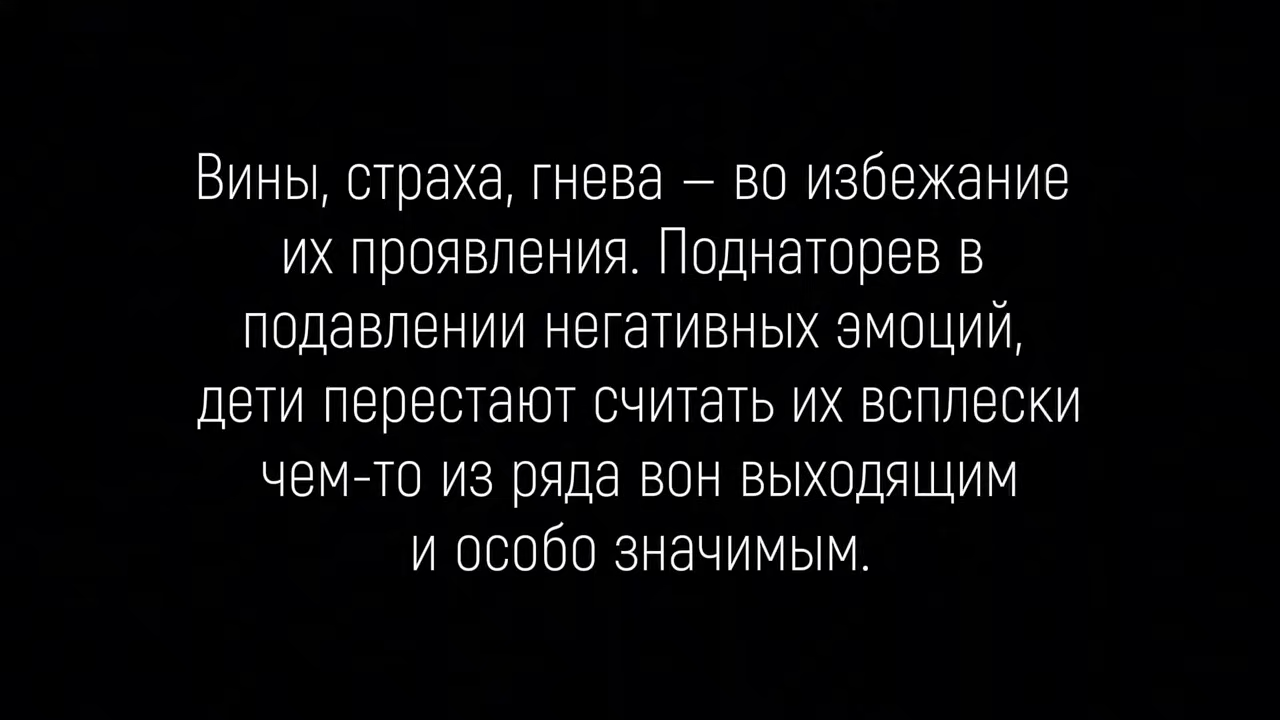 Вины, страха, гнева – во избежание
их проявления. Поднаторев в
подавлении негативных эмоций,
дети перестают считать их всплески
чем-то из ряда вон выходящим
и особо значимым.